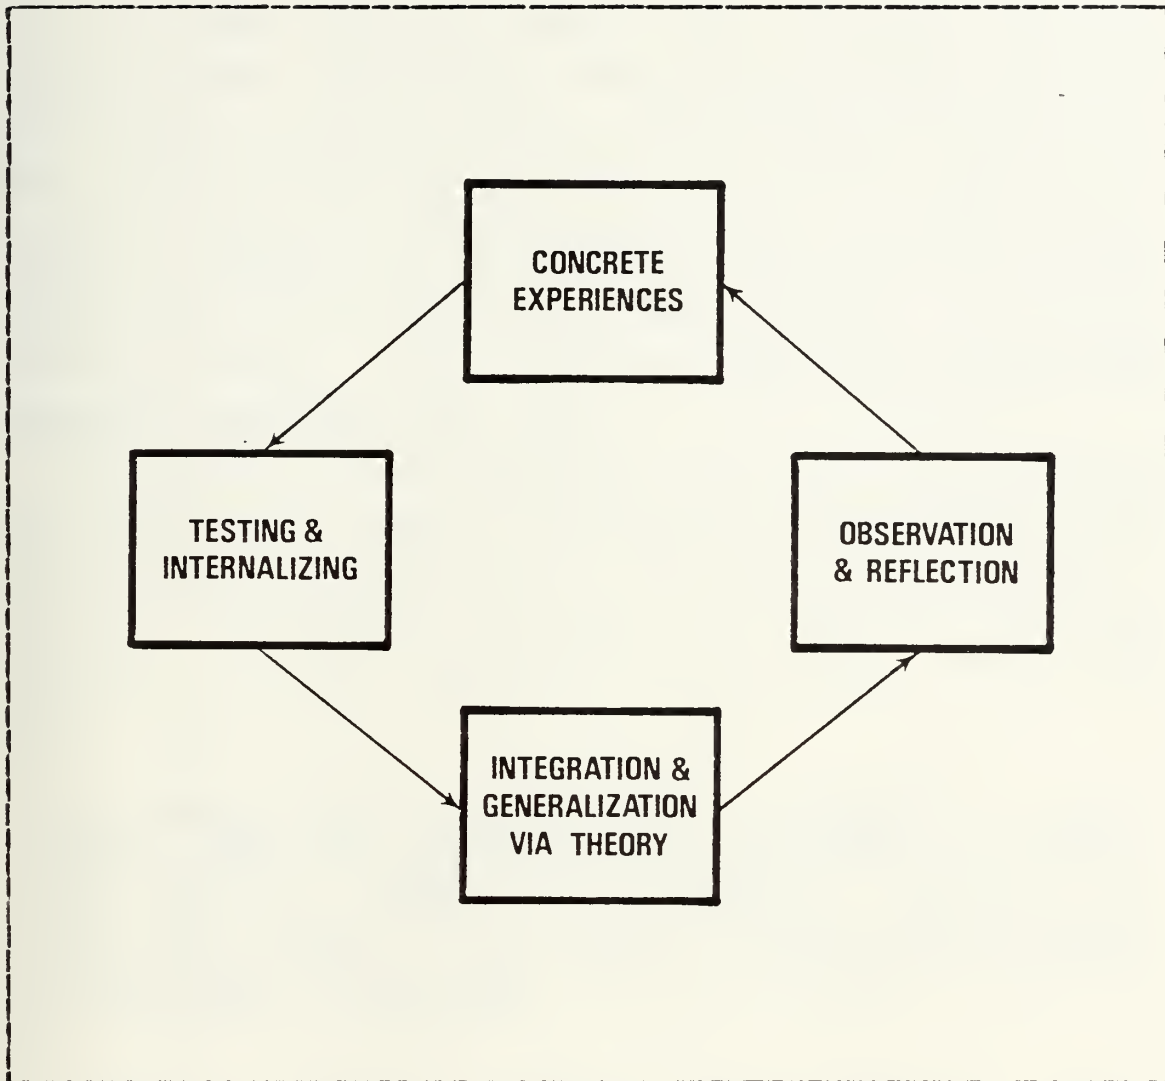 CONCRETE
EXPERIENCES
TESTING &
INTERNALIZING
OBSERVATION
& REFLECTION
INTEGRATION &
GENERALIZATION
VIA THEORY